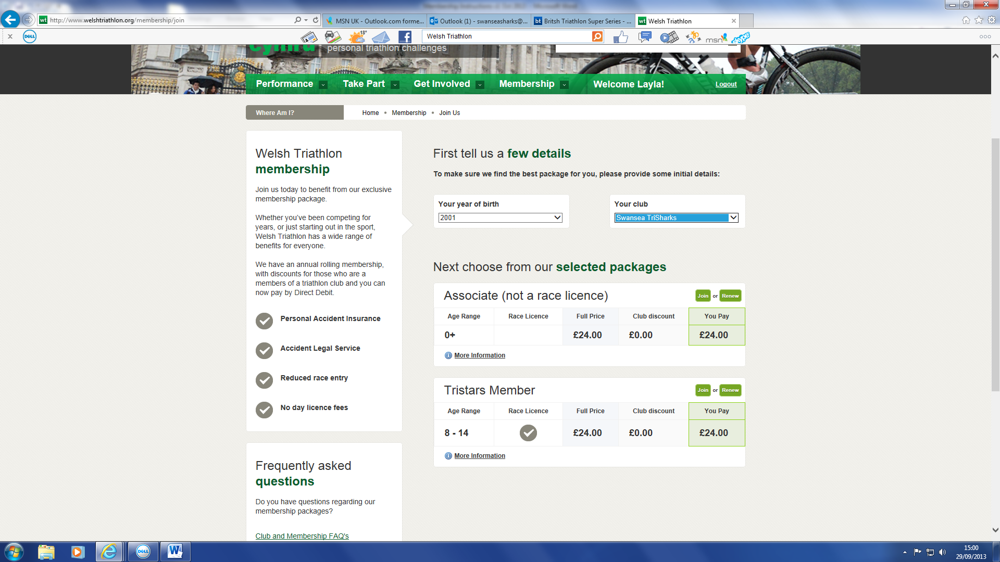 http://www.welshtriathlon.org/membership/join
MSN UK - Outlook.com forme...
Outlook (1) - swanseasharks@...
Britsh Triathlon Super Series - ...
Welsh Triathlon
DELL
18°
Welsh Triathlon
msn
skype
cymru
personal triathlon challenges
Performance
Take Part
Get Involved
Membership
Welcome Layla!
Logout
Where Am I?
Home • Membership • Join Us
Welsh Triathlon
membership
Join us today to benefit from our exclusive
membership package.
Whether you've been competing for
years, or just starting out in the sport,
Welsh Triathlon has a wide range of
benefits for everyone.
We have an annual rolling membership,
with discounts for those who are a
members of a triathlon club and you can
now pay by Direct Debit.
Personal Accident Insurance
Accident Legal Service
Reduced race entry
No day licence fees
Frequently asked
questions
Do you have questions regarding our
membership packages?
Club and Membership FAQ's
First tell us a few details
To make sure we find the best package for you, please provide some initial details:
Your year of birth
2001
Your club
Swansea TriSharks
Next choose from our selected packages
Associate (not a race licence)
Join or Renew
Age Range Race Licence Full Price Club discount You Pay
0+ £24.00 £0.00 £24.00
More Information
Tristars Member
Join or Renew
Age Range Race Licence Full Price Club discount You Pay
8 - 14 £24.00 £0.00 £24.00
More Information
DELL
15:00
29/09/2013